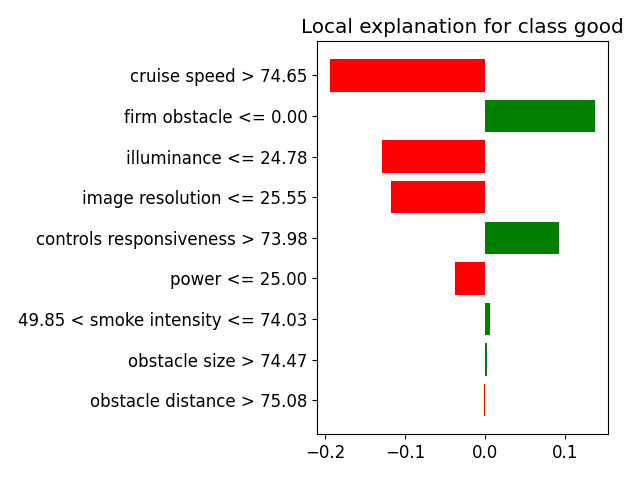 Local explanation for class good
cruise speed > 74.65
firm obstacle <= 0.00
illuminance <= 24.78
image resolution <= 25.55
controls responsiveness > 73.98
power <= 25.00
49.85 < smoke intensity <= 74.03
obstacle size > 74.47
obstacle distance > 75.08
−0.2 −0.1 0.0 0.1